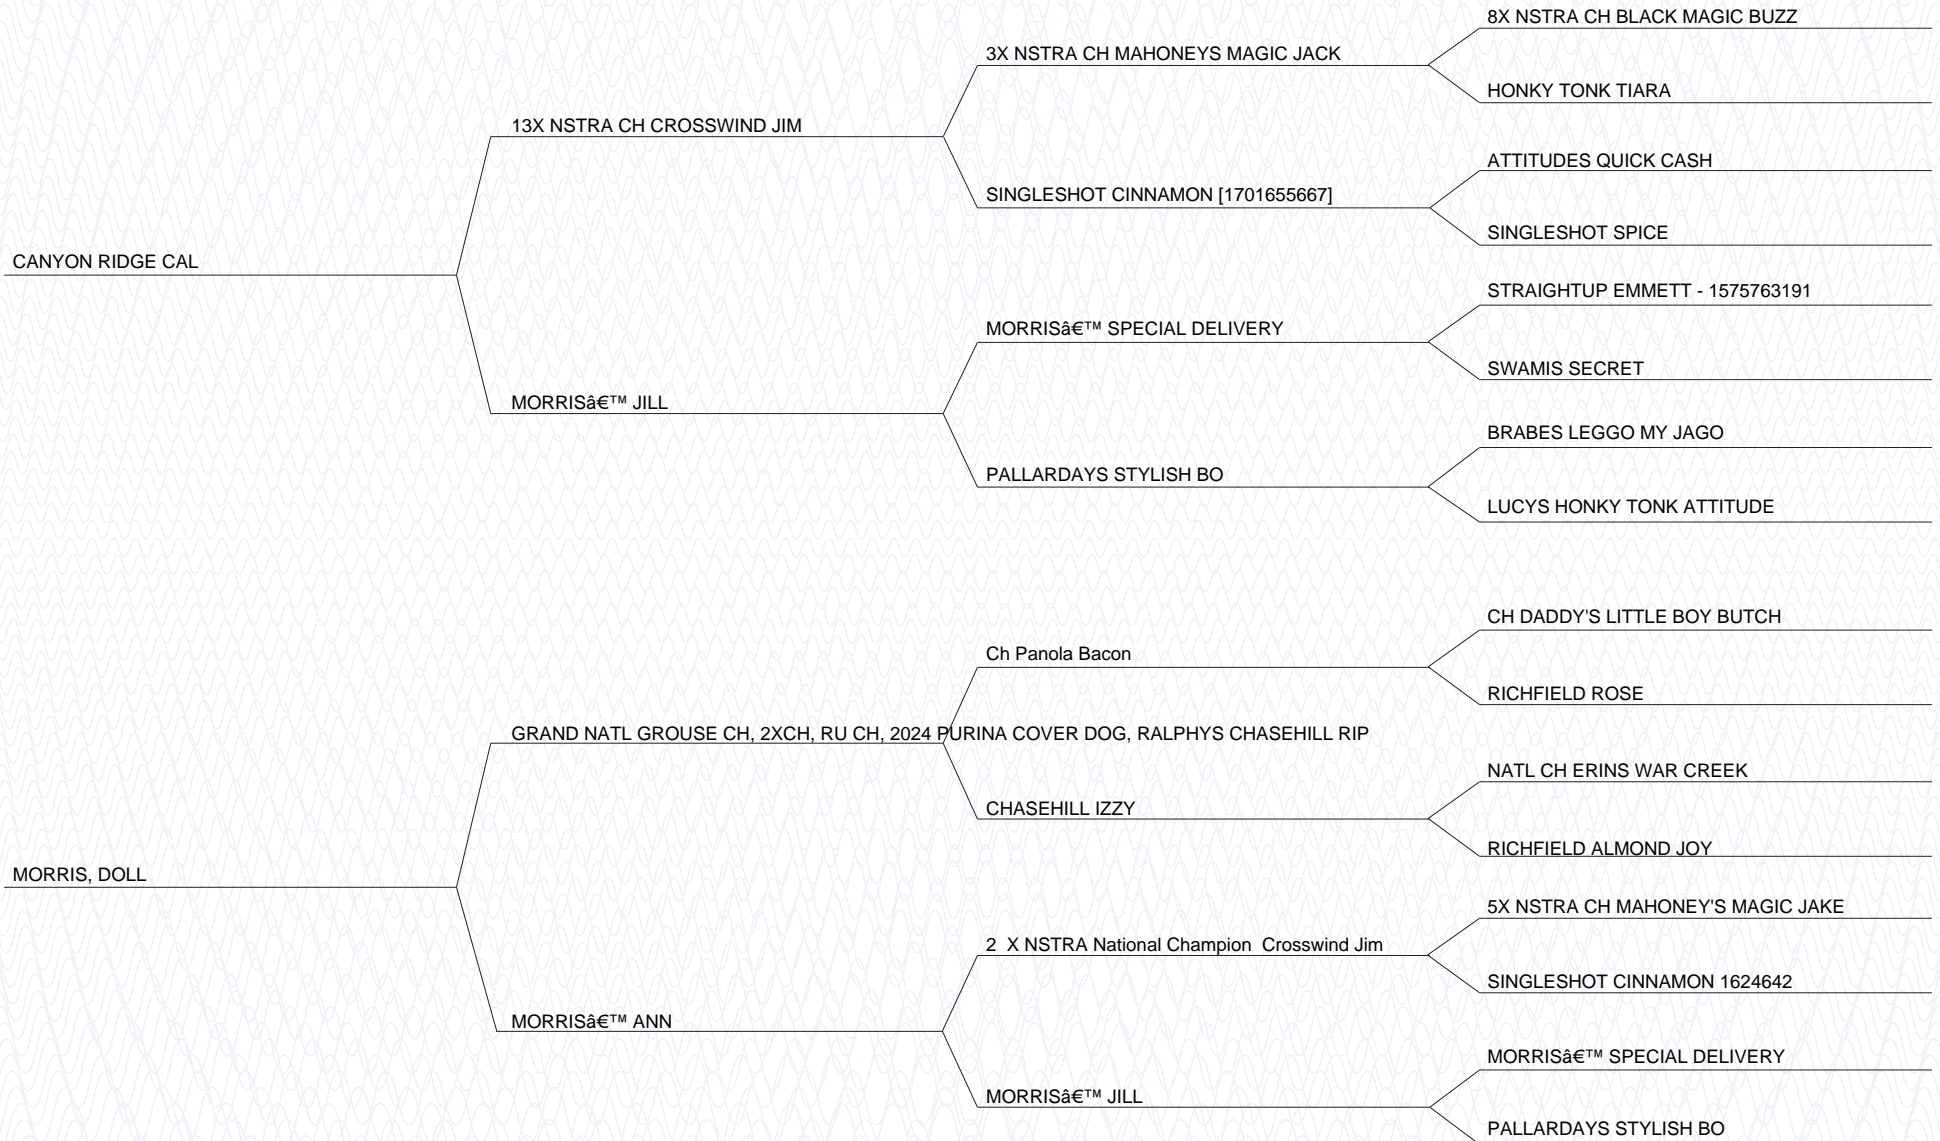 8X NSTRA CH BLACK MAGIC BUZZ
3X NSTRA CH MAHONEYS MAGIC JACK
HONKY TONK TIARA
13X NSTRA CH CROSSWIND JIM
ATTITUDES QUICK CASH
SINGLESHOT CINNAMON [1701655667]
SINGLESHOT SPICE
CANYON RIDGE CAL
STRAIGHTUP EMMETT - 1575763191
MORRISâ€™ SPECIAL DELIVERY
SWAMIS SECRET
MORRISâ€™ JILL
BRABES LEGGO MY JAGO
PALLARDAYS STYLISH BO
LUCYS HONKY TONK ATTITUDE
CH DADDY'S LITTLE BOY BUTCH
Ch Panola Bacon
RICHFIELD ROSE
GRAND NATL GROUSE CH, 2XCH, RU CH, 2024 PURINA COVER DOG, RALPHYS CHASEHILL RIP
NATL CH ERINS WAR CREEK
CHASEHILL IZZY
RICHFIELD ALMOND JOY
MORRIS, DOLL
5X NSTRA CH MAHONEY'S MAGIC JAKE
2  X NSTRA National Champion  Crosswind Jim
SINGLESHOT CINNAMON 1624642
MORRISâ€™ ANN
MORRISâ€™ SPECIAL DELIVERY
MORRISâ€™ JILL
PALLARDAYS STYLISH BO